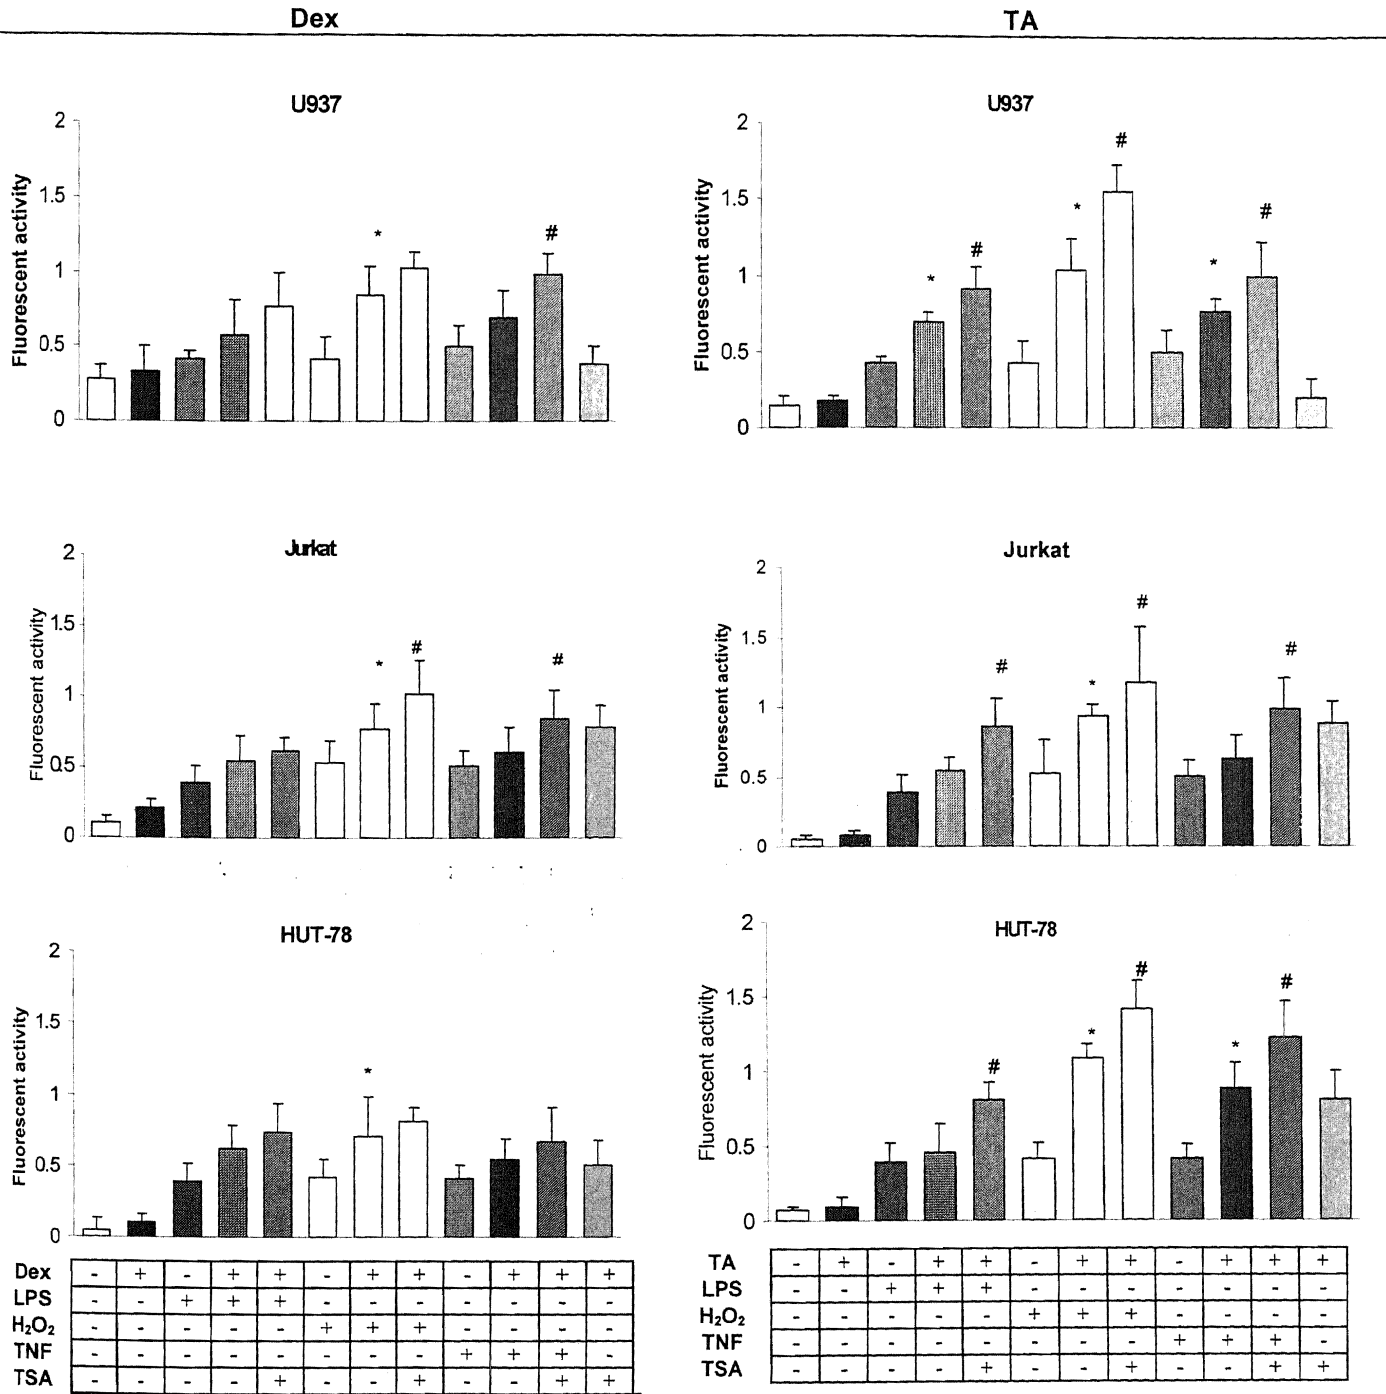 Dex
TA
U937
2
1.5
1
0.5
0
Fluorescent activity
*
#
U937
2
1.5
1
0.5
0
Fluorescent activity
*
#
*
#
*
#
Jurkat
2
1.5
1
0.5
0
Fluorescent activity
*
#
#
Jurkat
2
1.5
1
0.5
0
Fluorescent activity
#
*
#
#
HUT-78
2
1.5
1
0.5
0
Fluorescent activity
*
HUT-78
2
1.5
1
0.5
0
Fluorescent activity
#
*
#
*
#
Dex - + - + + - + + - + + +
LPS - - + + + - - - - - - -
H₂O₂ - - - - - + + + - - - -
TNF - - - - - - - - + + + -
TSA - - - - + - - + - - + +
TA - + - + + - + + - + + +
LPS - - + + + - - - - - - -
H₂O₂ - - - - - + + + - - - -
TNF - - - - - - - - + + + -
TSA - - - - + - - + - - + +